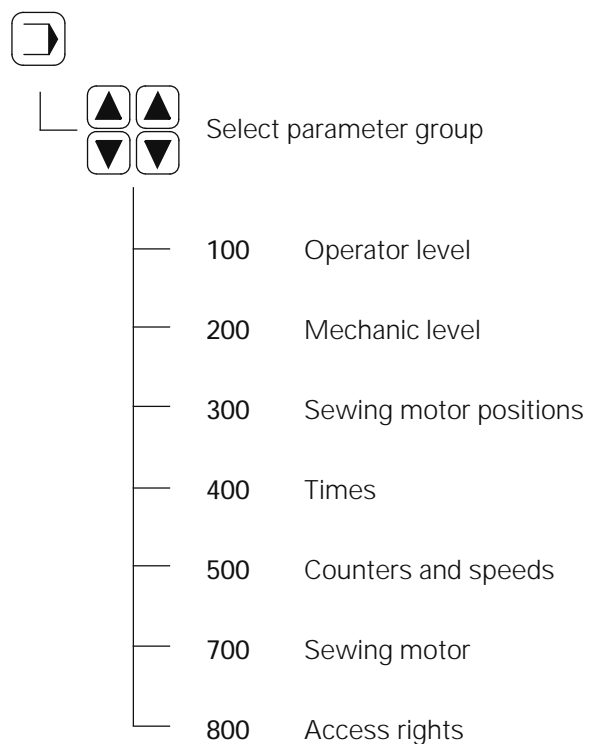 Select parameter group
100 Operator level
200 Mechanic level
300 Sewing motor positions
400 Times
500 Counters and speeds
700 Sewing motor
800 Access rights